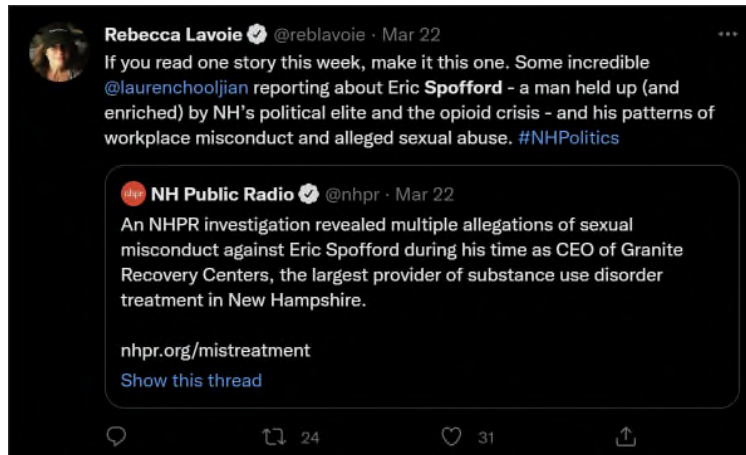 Rebecca Lavoie @reblavoie · Mar 22
If you read one story this week, make it this one. Some incredible
@laurenchooljian reporting about Eric Spofford - a man held up (and
enriched) by NH's political elite and the opioid crisis - and his patterns of
workplace misconduct and alleged sexual abuse. #NHPolitics
nhpr NH Public Radio @nhpr · Mar 22
An NHPR investigation revealed multiple allegations of sexual
misconduct against Eric Spofford during his time as CEO of Granite
Recovery Centers, the largest provider of substance use disorder
treatment in New Hampshire.
nhpr.org/mistreatment
Show this thread
24 31